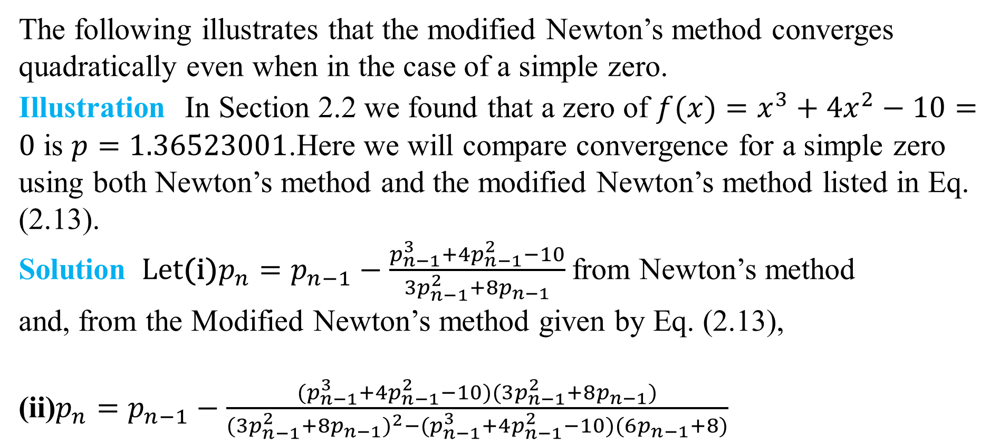 The following illustrates that the modified Newton’s method converges
quadratically even when in the case of a simple zero.
Illustration In Section 2.2 we found that a zero of f(x) = x³ + 4x² − 10 =
0 is p = 1.36523001.Here we will compare convergence for a simple zero
using both Newton’s method and the modified Newton’s method listed in Eq.
(2.13).
Solution Let(i)$p_n = p_{n-1} - \frac{p_{n-1}^3+4p_{n-1}^2-10}{3p_{n-1}^2+8p_{n-1}}$ from Newton’s method
and, from the Modified Newton’s method given by Eq. (2.13),
(ii)$p_n = p_{n-1} - \frac{(p_{n-1}^3+4p_{n-1}^2-10)(3p_{n-1}^2+8p_{n-1})}{(3p_{n-1}^2+8p_{n-1})^2-(p_{n-1}^3+4p_{n-1}^2-10)(6p_{n-1}+8)}$